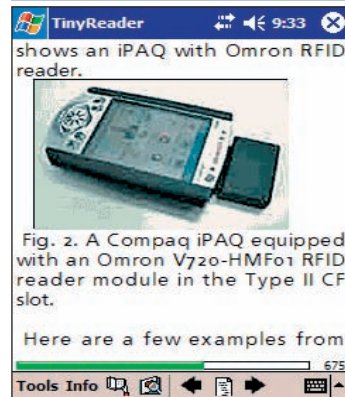 TinyReader 9:33
shows an iPAQ with Omron RFID
reader.
Fig. 2. A Compaq iPAQ equipped
with an Omron V720-HMF01 RFID
reader module in the Type II CF
slot.
Here are a few examples from
675
Tools Info